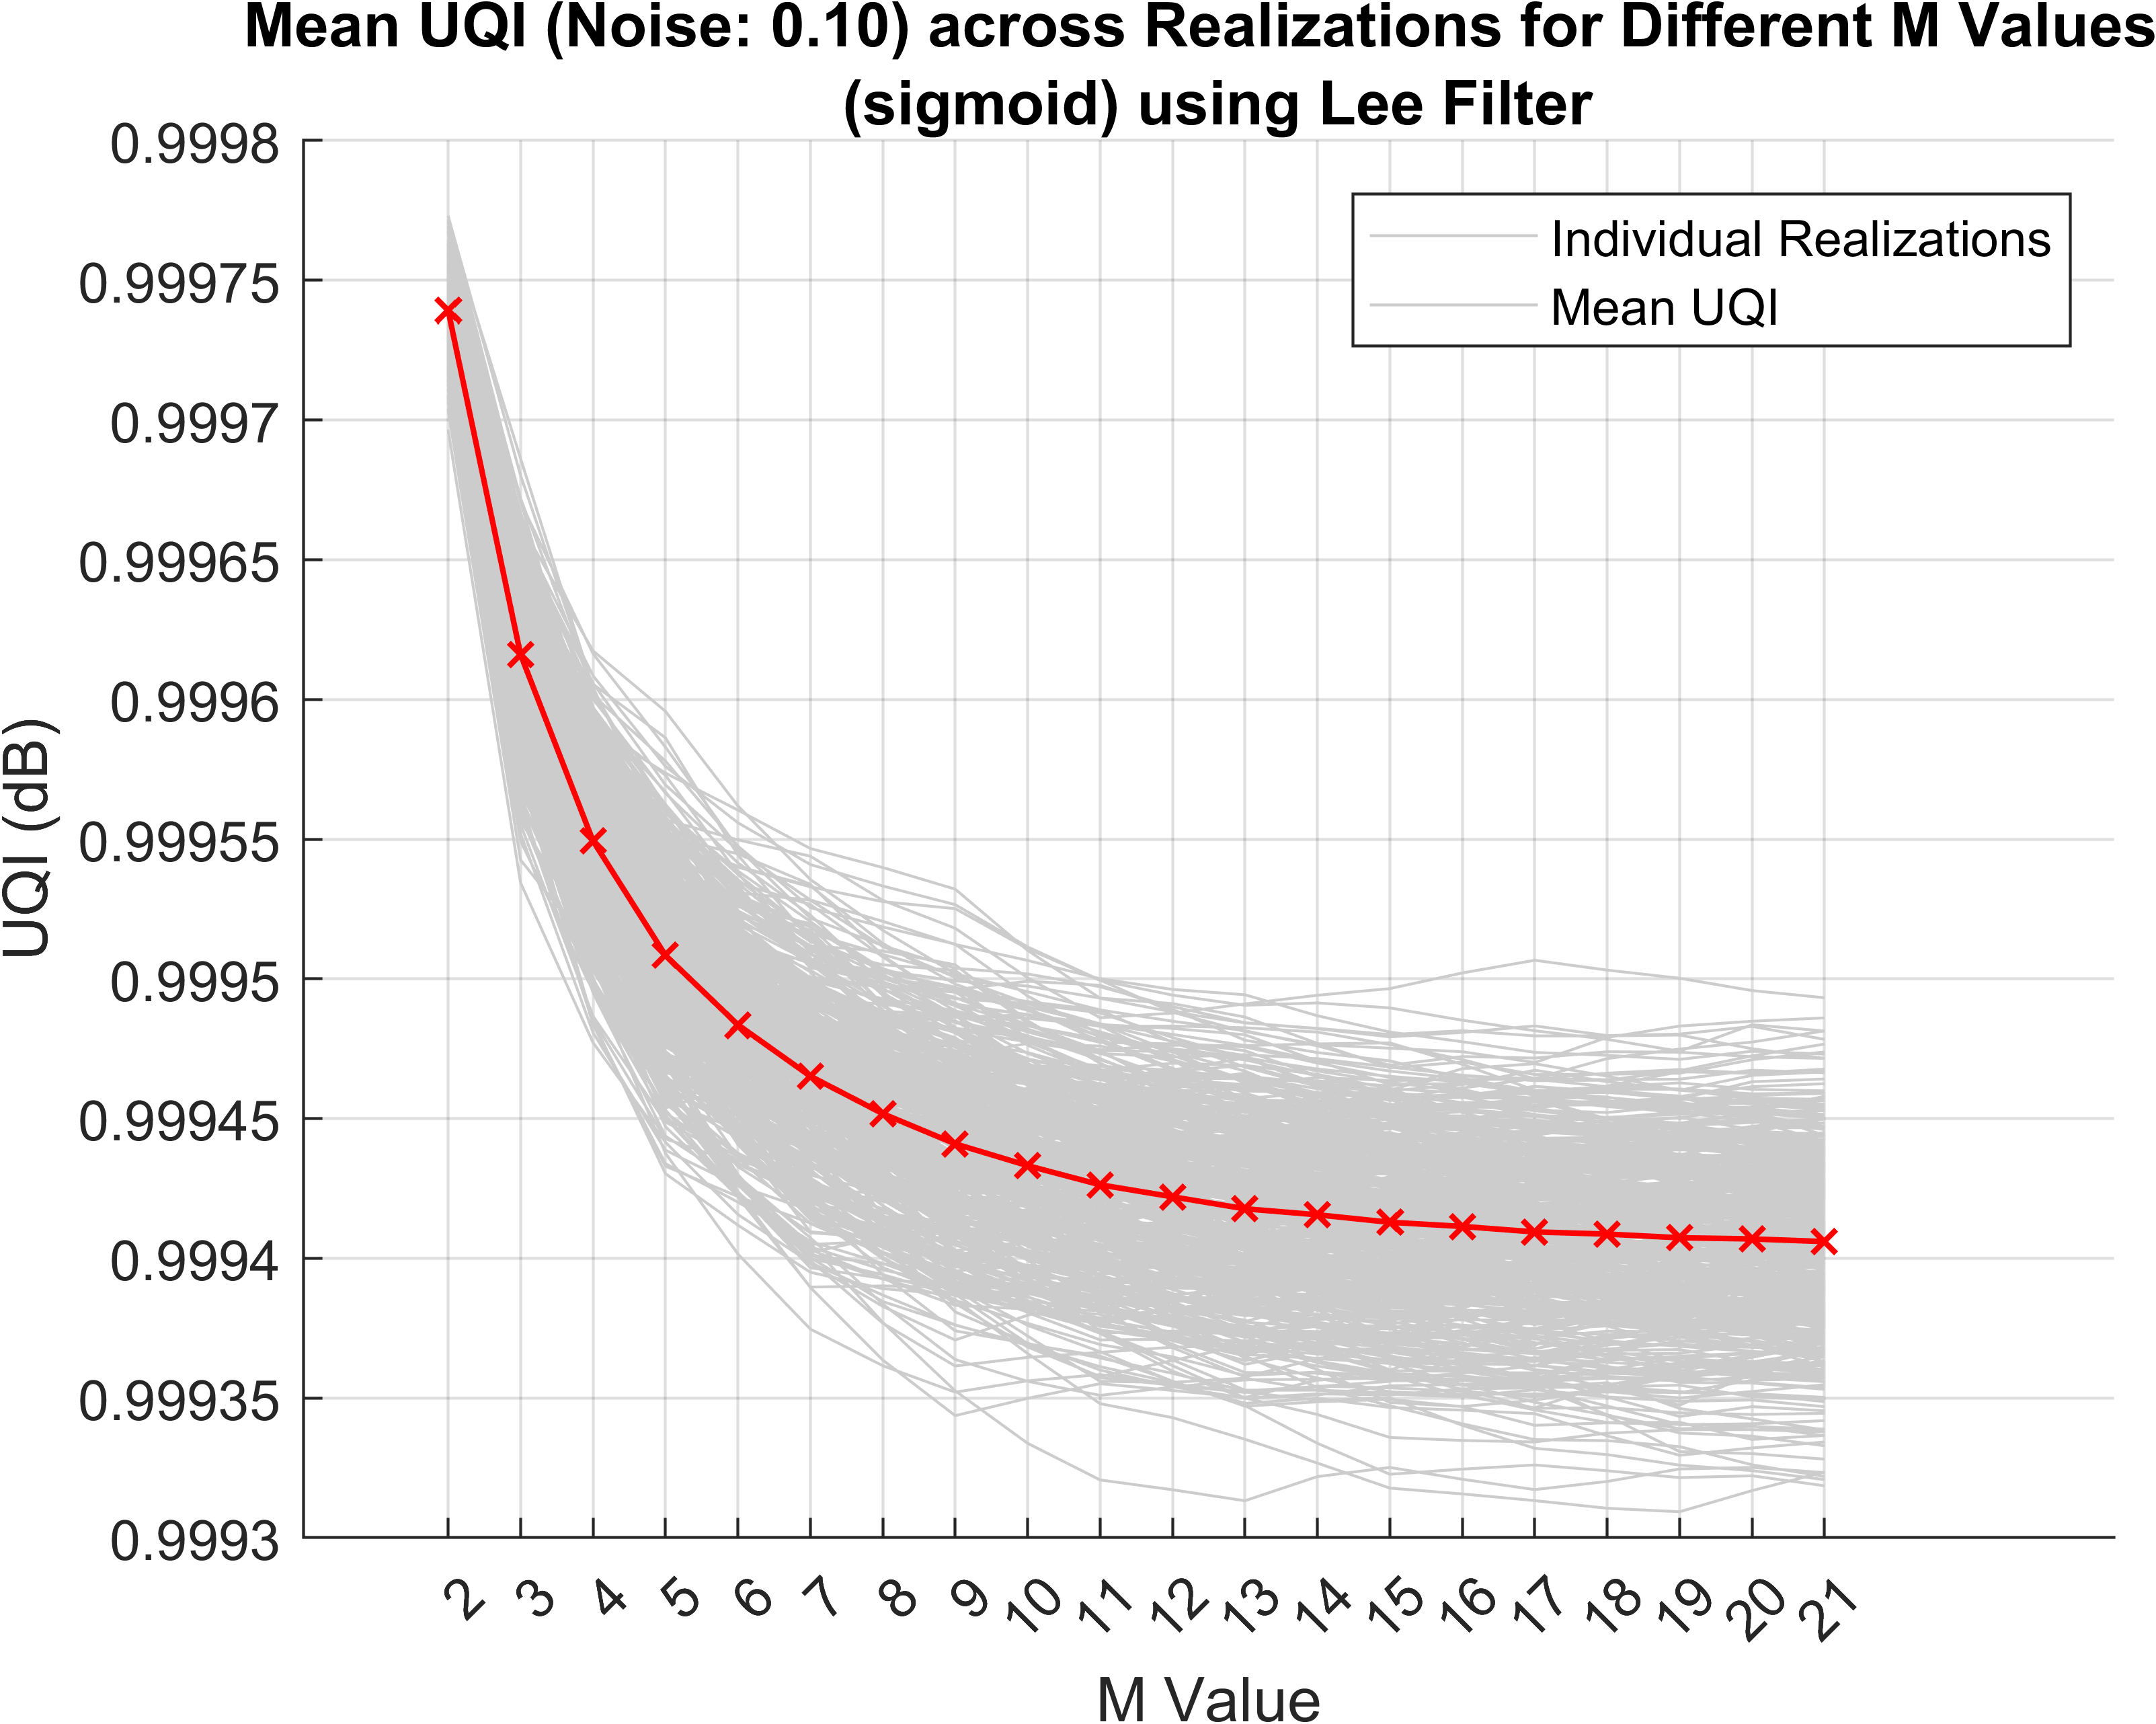 Mean UQI (Noise: 0.10) across Realizations for Different M Values
(sigmoid) using Lee Filter
0.9998
0.99975
0.9997
0.99965
0.9996
0.99955
0.9995
0.99945
0.9994
0.99935
0.9993
UQI (dB)
Individual Realizations
Mean UQI
2 3 4 5 6 7 8 9 10 11 12 13 14 15 16 17 18 19 20 21
M Value